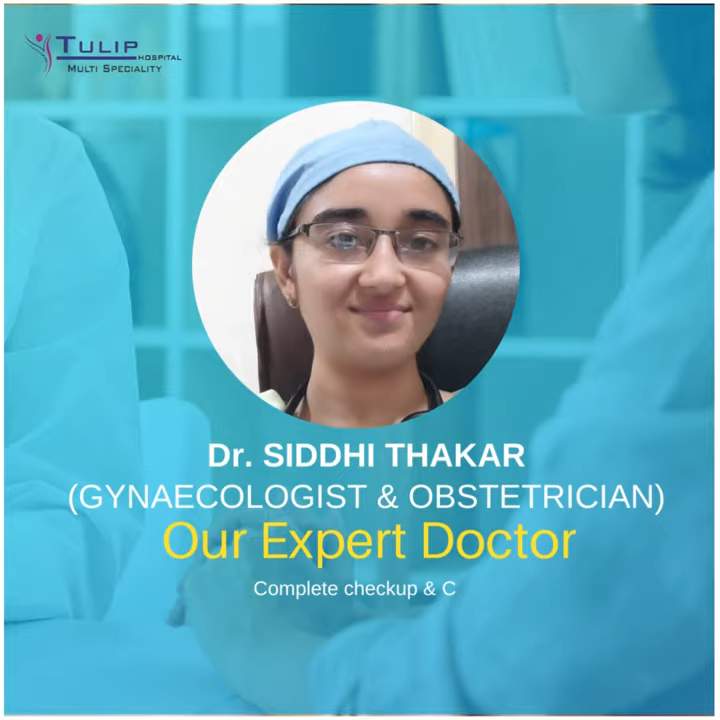 TULIP
HOSPITAL
MULTI SPECIALITY
Dr. SIDDHI THAKAR
(GYNAECOLOGIST & OBSTETRICIAN)
Our Expert Doctor
Complete checkup & C